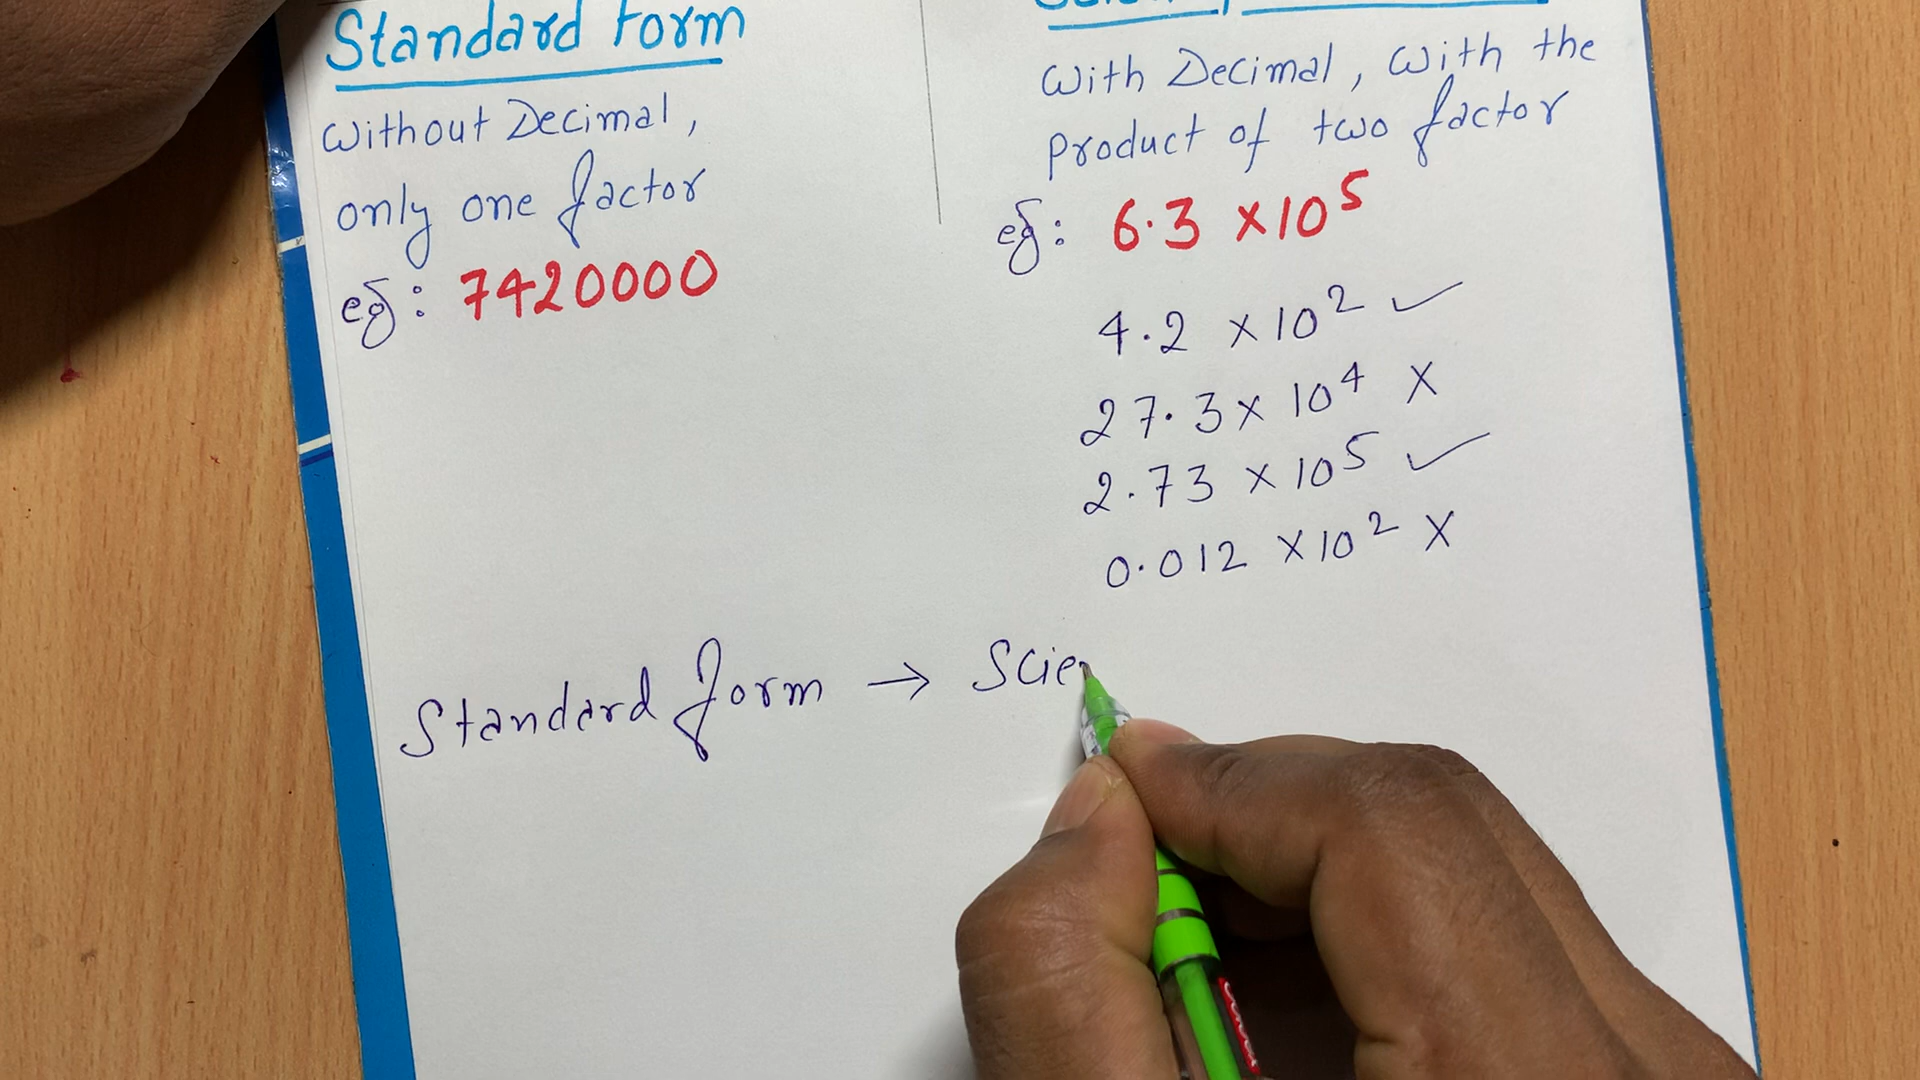 Standard Form
Without Decimal,
only one factor
eg: 7420000
With Decimal, With the
product of two factor
eg: 6.3 ×10⁵
4.2 ×10² ✓
27.3× 10⁴ ×
2.73 ×10⁵ ✓
0.012 ×10² ×
Standard form → Scie